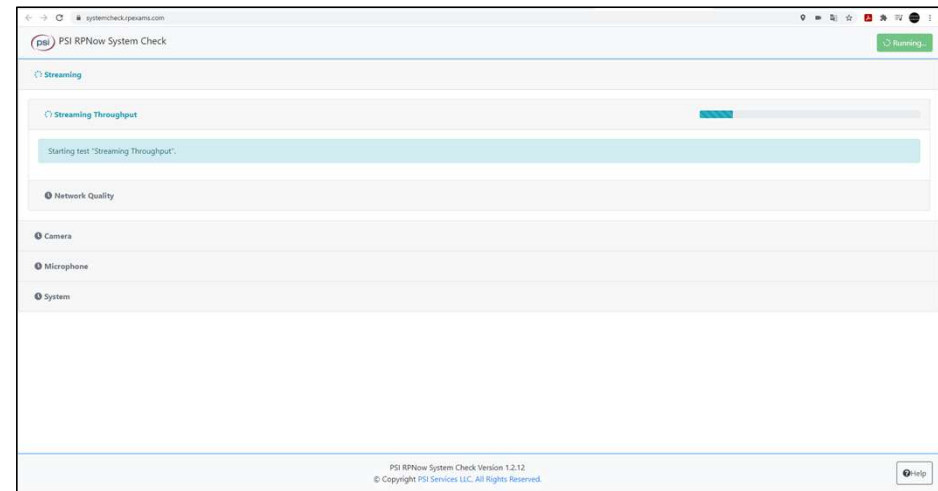 systemcheck.rpexams.com
psi PSI RPNow System Check
Running...
Streaming
Streaming Throughput
Starting test "Streaming Throughput".
Network Quality
Camera
Microphone
System
PSI RPNow System Check Version 1.2.12
© Copyright PSI Services LLC, All Rights Reserved.
Help